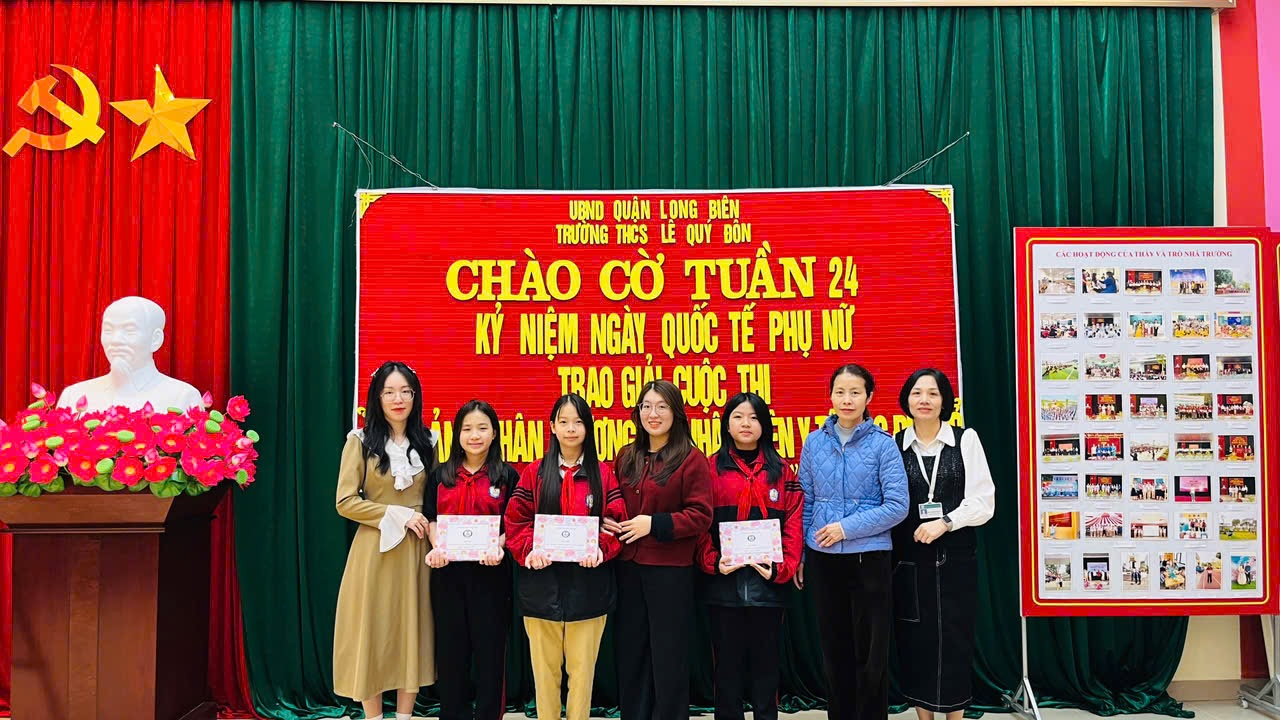 UBND QUẬN LONG BIÊN
TRƯỜNG THCS LÊ QUÝ ĐÔN
CHÀO CỜ TUẦN 24
KỶ NIỆM NGÀY QUỐC TẾ PHỤ NỮ
TRAO GIẢI CUỘC THI
CÁC HOẠT ĐỘNG CỦA THẦY VÀ TRÒ NHÀ TRƯỜNG